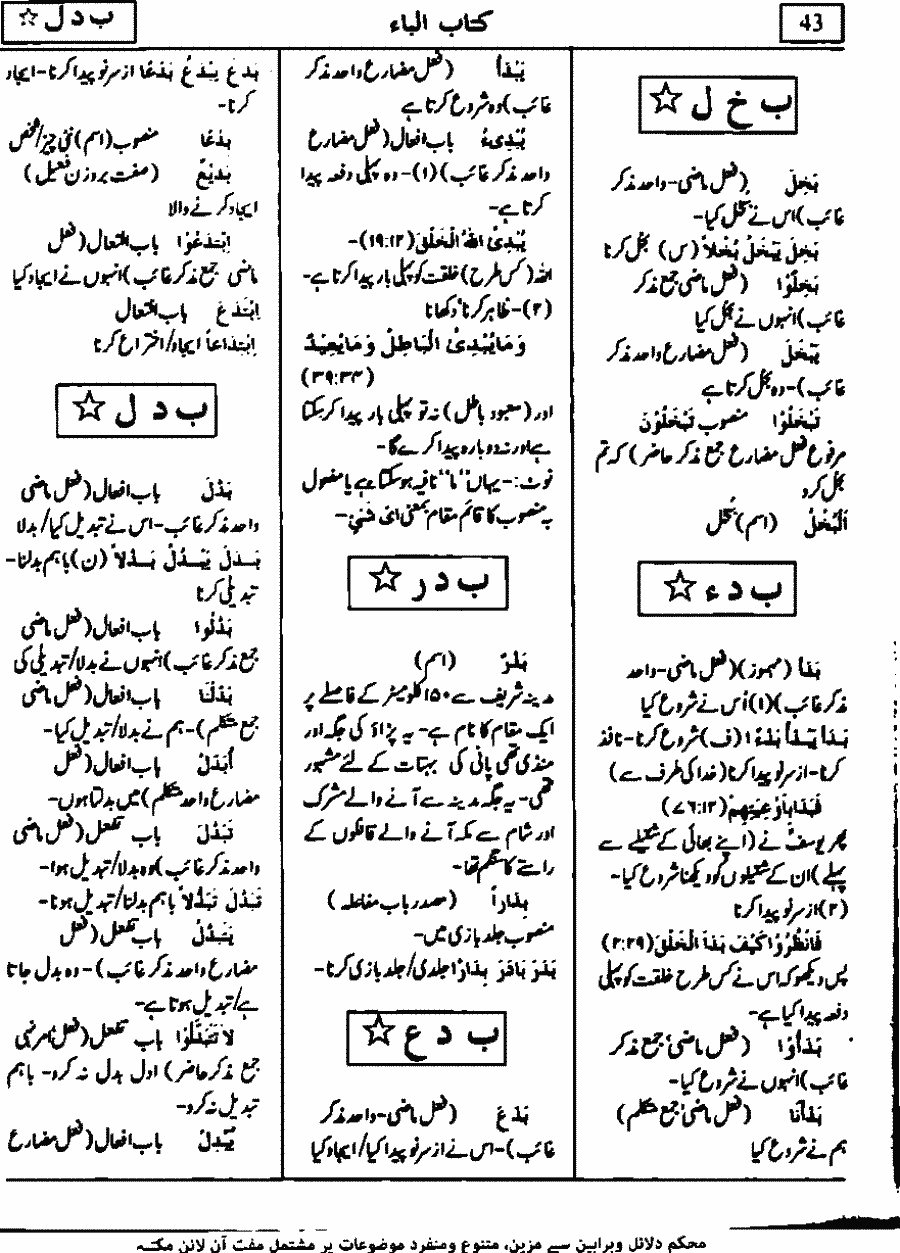 43
کتاب الباء
ب د ل ☆
ب خ ل ☆
بَخِلَ (فعل ماضی-واحد مذکر
غائب)اس نے بخل کیا-
بَخِلَ یَبْخَلُ بُخْلاً (س) بخل کرنا
بَخِلُوْا (فعل ماضی جمع مذکر
غائب)انہوں نے بخل کیا
یَبْخَلُ (فعل مضارع واحد مذکر
غائب)-وہ بخل کرتا ہے
تَبْخَلُوْا منصوب تَبْخَلُوْنَ
مرفوع فعل مضارع جمع مذکر حاضر) کہ تم
بخل کرو
اَلْبُخْلُ (اسم)بخل
ب د ء ☆
بَدَأَ (مہموز)(فعل ماضی-واحد
مذکر غائب)(۱)اُس نے شروع کیا
بَدَأَ یَبْدَأُ بَدْءًا (ف)شروع کرنا-نافذ
کرنا-ازسرنو پیدا کرنا(خدا کی طرف سے)
فَبَدَاَ بِاَوْعِیَتِهِمْ(۷۶:۱۲)
پھر یوسفؑ نے (اپنے بھائی کے شلیتے سے
پہلے)ان کے شلیتوں کو دیکھنا شروع کیا-
(۲)ازسرنو پیدا کرنا
فَانْظُرُوْا كَيْفَ بَدَأَ الْخَلْقَ(۲:۲۹)
پس دیکھو کہ اس نے کس طرح خلقت کو پہلی
دفعہ پیدا کیا ہے-
بَدَأُوْا (فعل ماضی'جمع مذکر
غائب)انہوں نے شروع کیا-
بَدَأْنَا (فعل ماضی'جمع متکلم)
ہم نے شروع کیا
یَبْدَأُ (فعل مضارع واحد مذکر
غائب)وہ شروع کرتا ہے
یُبْدِیءُ باب افعال(فعل مضارع
واحد مذکر غائب)(۱)-وہ پہلی دفعہ پیدا
کرتا ہے-
یُبْدِئُ اللهُ الْخَلْقَ(۱۹:۱۲)-
اللہ(کس طرح)خلقت کو پہلی بار پیدا کرتا ہے-
(۲)-ظاہر کرنا'دکھانا
وَ مَا يُبْدِئُ الْبَاطِلُ وَ مَا يُعِيْدُ
(۳۹:۳۴)
اور (معبود باطل) نہ تو پہلی بار پیدا کرسکتا
ہے اور نہ دوبارہ پیدا کرے گا-
نوٹ:-یہاں"ما"نافیہ ہوسکتا ہے یا مفعول
بہ منصوب کا قائم مقام بمعنی ای شیئٍ-
ب د ر ☆
بَدْرٌ (اسم)
مدینہ شریف سے ۱۵۰ کلومیٹر کے فاصلے پر
ایک مقام کا نام ہے-یہ پڑاؤ کی جگہ اور
منڈی تھی پانی کی بہتات کے لئے مشہور
تھی-یہ جگہ مدینہ سے آنے والے مشرک
اور شام سے مکہ آنے والے قافلوں کے
راستے کا سنگم تھا-
بِدَاراً (مصدر باب مفاعلہ)
منصوب جلدبازی میں-
بَدَرَ بَادَرَ بِدَارًا جلدی/جلدبازی کرنا-
ب د ع ☆
بَدَعَ (فعل ماضی-واحد مذکر
غائب)-اس نے ازسرنو پیدا کیا/ایجاد کیا
بَدَعَ یَبْدَعُ بَدْعًا ازسرنو پیدا کرنا-ایجاد
کرنا-
بِدْعًا منصوب(اسم)نئی چیز/شخص
بَدِیْعٌ (صفت بروزن فعیل)
ایجاد کرنے والا
اِبْتَدَعُوْا باب افتعال(فعل
ماضی جمع مذکر غائب)انہوں نے ایجاد کیا
اِبْتَدَعَ باب افتعال
اِبْتِدَاعاً ایجاد/اختراع کرنا
ب د ل ☆
بَدَّلَ باب افعال(فعل ماضی
واحد مذکر غائب-اس نے تبدیل کیا/بدلا
بَدَلَ یَبْدُلُ بَدْلاً (ن)باہم بدلنا-
تبدیلی کرنا
بَدَّلُوا باب افعال(فعل ماضی
جمع مذکر غائب)انہوں نے بدلا/تبدیلی کی
بَدَّلْنَا باب افعال(فعل ماضی
جمع متکلم)-ہم نے بدلا/تبدیل کیا-
أُبَدِّلُ باب افعال(فعل
مضارع واحد متکلم)میں بدلتا ہوں-
تَبَدَّلَ باب تفعل(فعل ماضی
واحد مذکر غائب)وہ بدلا/تبدیل ہوا-
تَبَدَّلَ تَبَدُّلاً باہم بدلنا/تبدیل ہونا-
یَتَبَدَّلُ باب تفعل(فعل
مضارع واحد مذکر غائب)-وہ بدل جاتا
ہے/تبدیل ہوتا ہے-
لَا تَتَبَدَّلُوْا باب تفعل(فعل امر نہی
جمع مذکر حاضر) ادل بدل نہ کرو-باہم
تبدیل نہ کرو-
یُبَدِّلُ باب افعال(فعل مضارع
محکم دلائل وبراہین سے مزین، متنوع ومنفرد موضوعات پر مشتمل مفت آن لائن مکتبہ